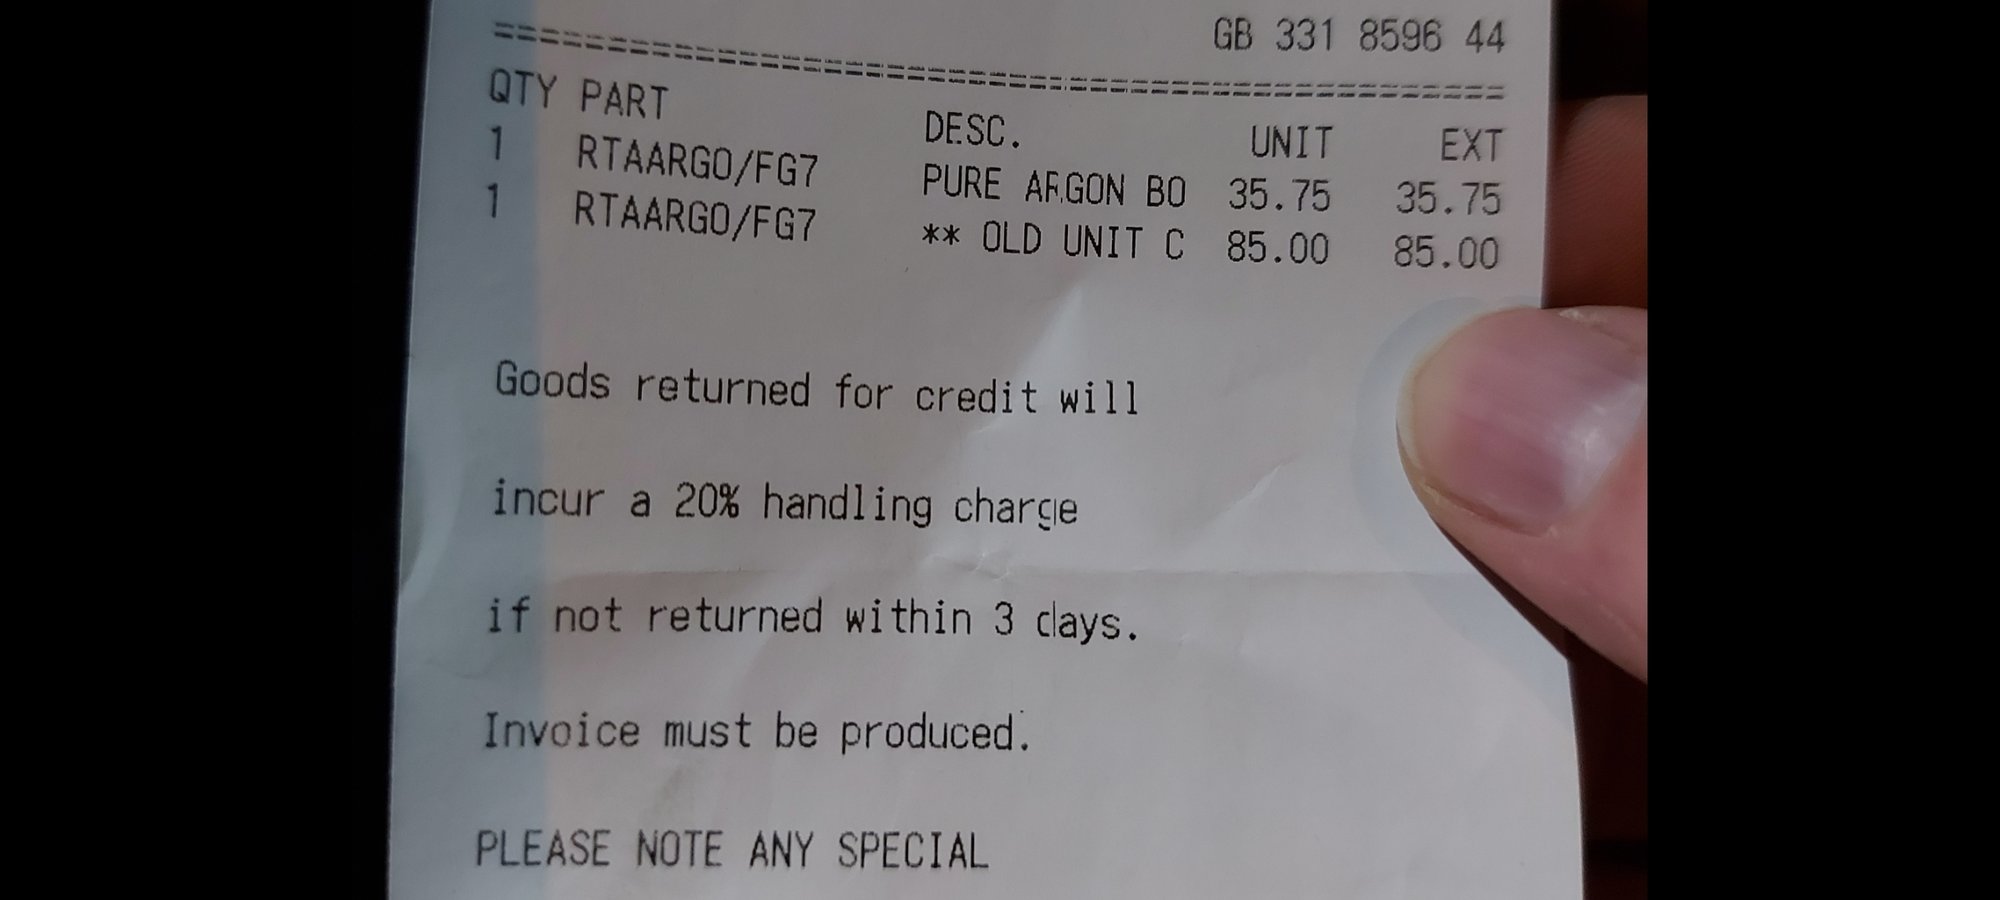 GB 331 8596 44
================================================
QTY PART DESC. UNIT EXT
1 RTAARGO/FG7 PURE ARGON BO 35.75 35.75
1 RTAARGO/FG7 ** OLD UNIT C 85.00 85.00
Goods returned for credit will
incur a 20% handling charge
if not returned within 3 days.
Invoice must be produced.
PLEASE NOTE ANY SPECIAL